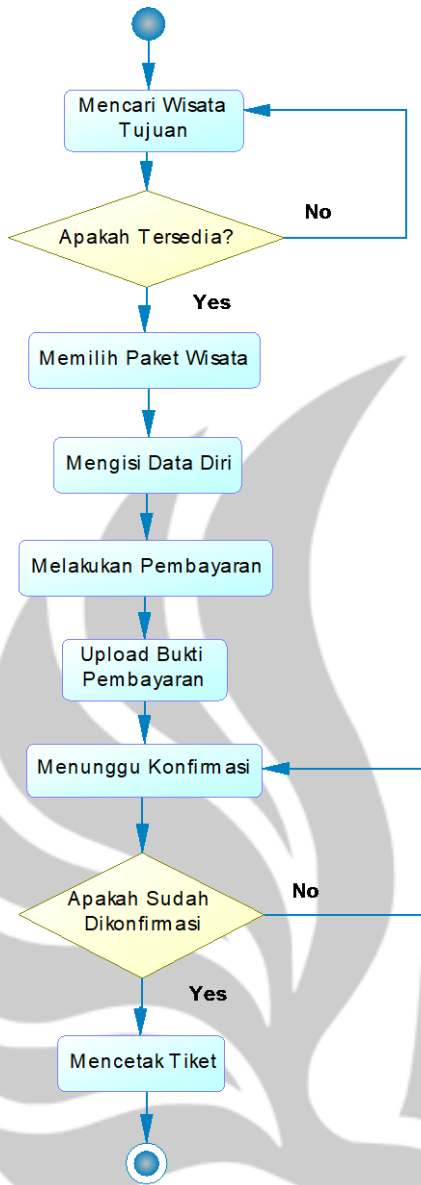 Mencari Wisata
Tujuan
Apakah Tersedia?
No
Yes
Memilih Paket Wisata
Mengisi Data Diri
Melakukan Pembayaran
Upload Bukti
Pembayaran
Menunggu Konfirmasi
Apakah Sudah
Dikonfirmasi
No
Yes
Mencetak Tiket